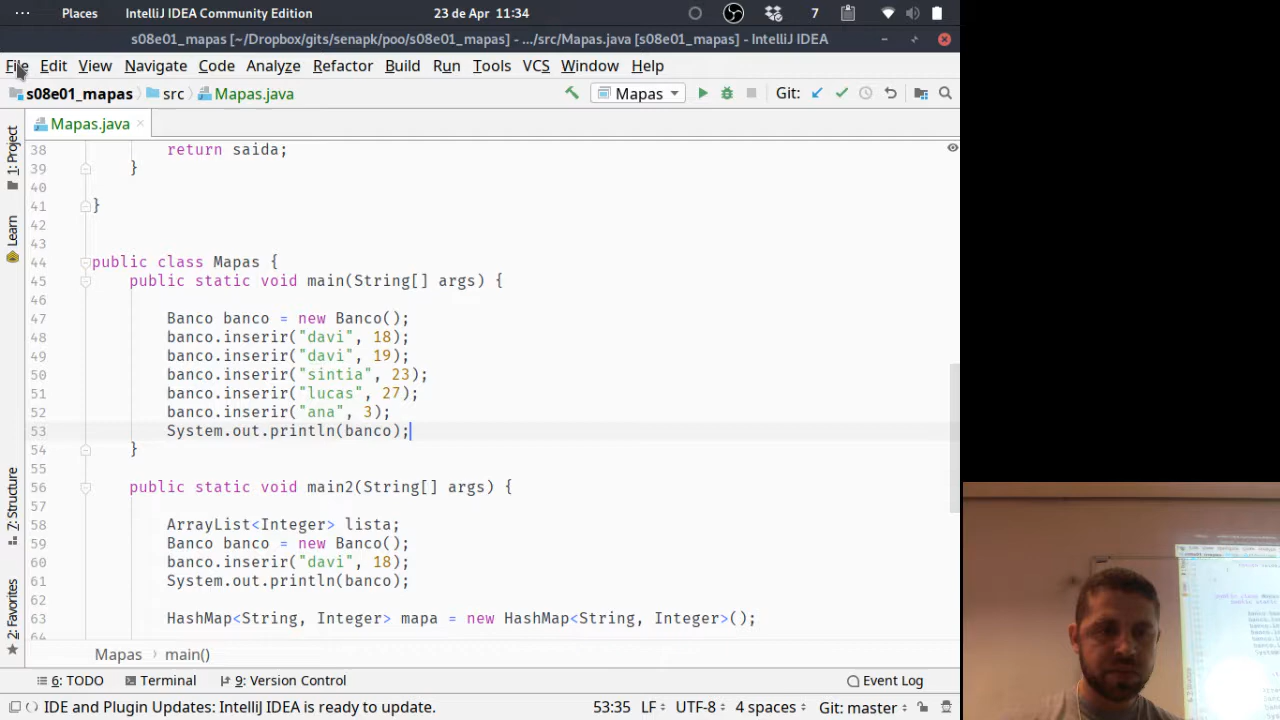 Places IntelliJ IDEA Community Edition 23 de Apr 11:34 7
s08e01_mapas [~/Dropbox/gits/senapk/poo/s08e01_mapas] - .../src/Mapas.java [s08e01_mapas] - IntelliJ IDEA
File Edit View Navigate Code Analyze Refactor Build Run Tools VCS Window Help
s08e01_mapas src Mapas.java Mapas Git:
Mapas.java
1: Project
Learn
7: Structure
2: Favorites
38 return saida;
39 }
40
41 }
42
43
44 public class Mapas {
45 public static void main(String[] args) {
46
47 Banco banco = new Banco();
48 banco.inserir("davi", 18);
49 banco.inserir("davi", 19);
50 banco.inserir("sintia", 23);
51 banco.inserir("lucas", 27);
52 banco.inserir("ana", 3);
53 System.out.println(banco);
54 }
55
56 public static void main2(String[] args) {
57
58 ArrayList<Integer> lista;
59 Banco banco = new Banco();
60 banco.inserir("davi", 18);
61 System.out.println(banco);
62
63 HashMap<String, Integer> mapa = new HashMap<String, Integer>();
64
Mapas › main()
6: TODO Terminal 9: Version Control Event Log
IDE and Plugin Updates: IntelliJ IDEA is ready to update. 53:35 LF UTF-8 4 spaces Git: master